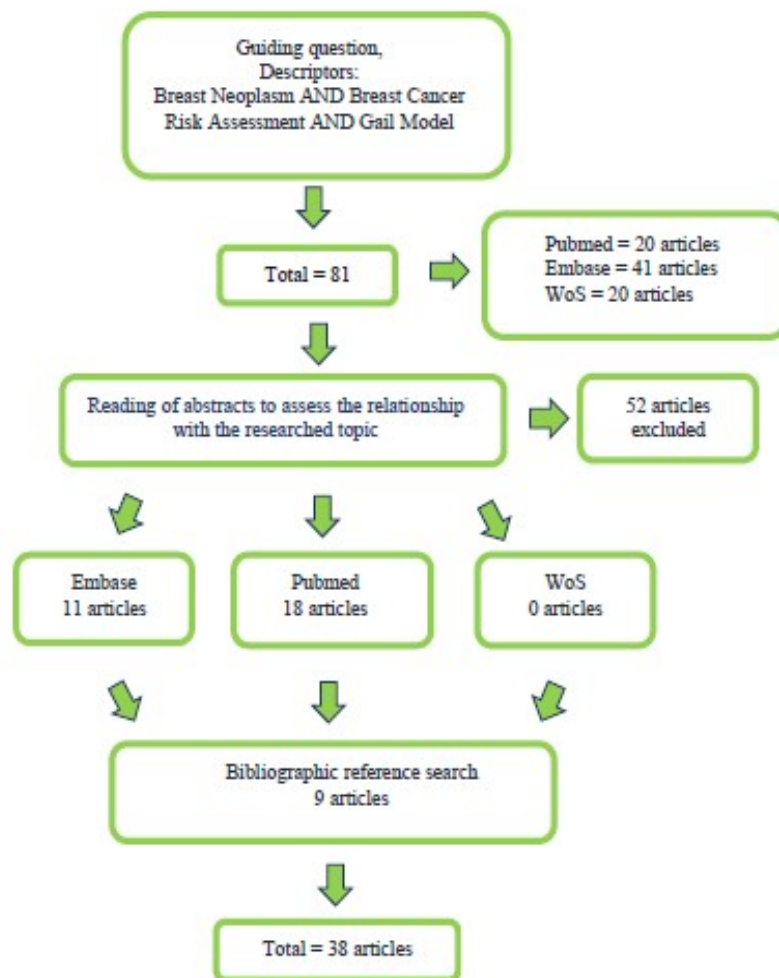 Guiding question,
Descriptors:
Breast Neoplasm AND Breast Cancer
Risk Assessment AND Gail Model
Total = 81
Pubmed = 20 articles
Embase = 41 articles
WoS = 20 articles
Reading of abstracts to assess the relationship
with the researched topic
52 articles
excluded
Embase
11 articles
Pubmed
18 articles
WoS
0 articles
Bibliographic reference search
9 articles
Total = 38 articles